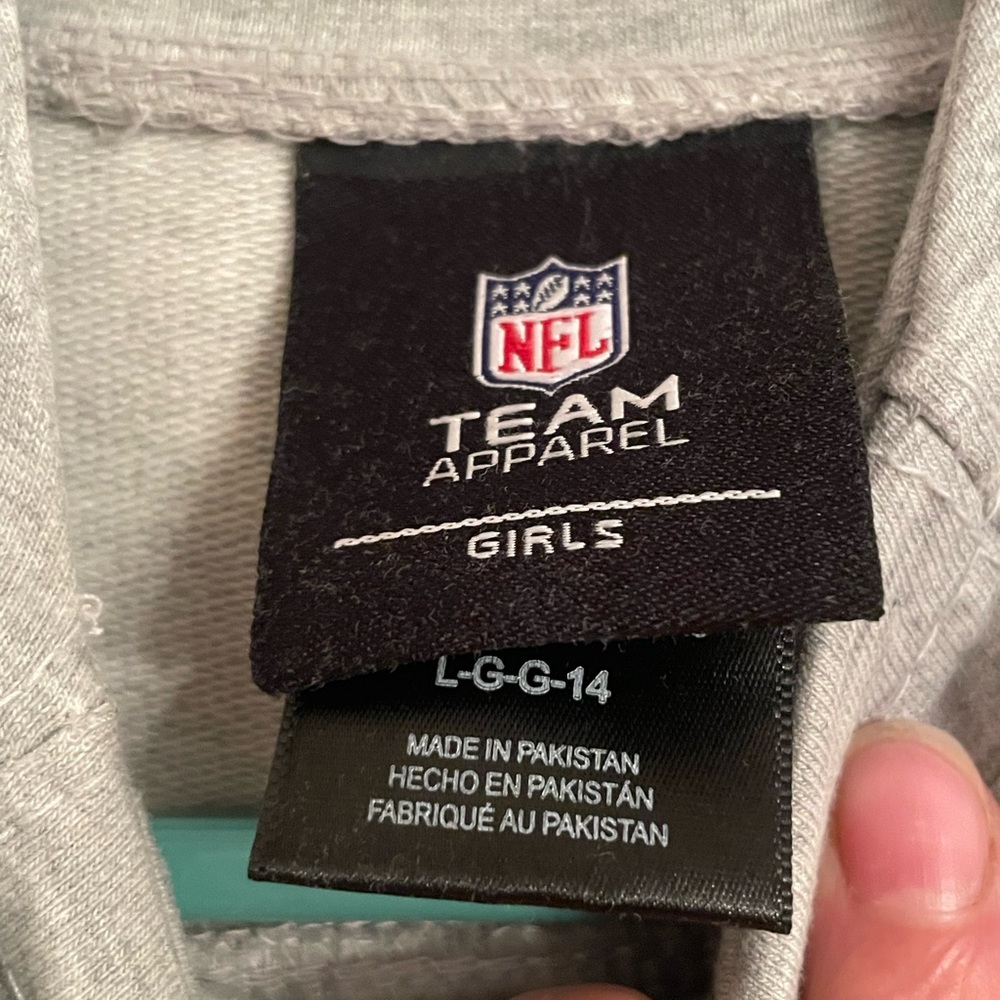 NFL
TEAM
APPAREL
GIRLS
L-G-G-14
MADE IN PAKISTAN
HECHO EN PAKISTÁN
FABRIQUÉ AU PAKISTAN